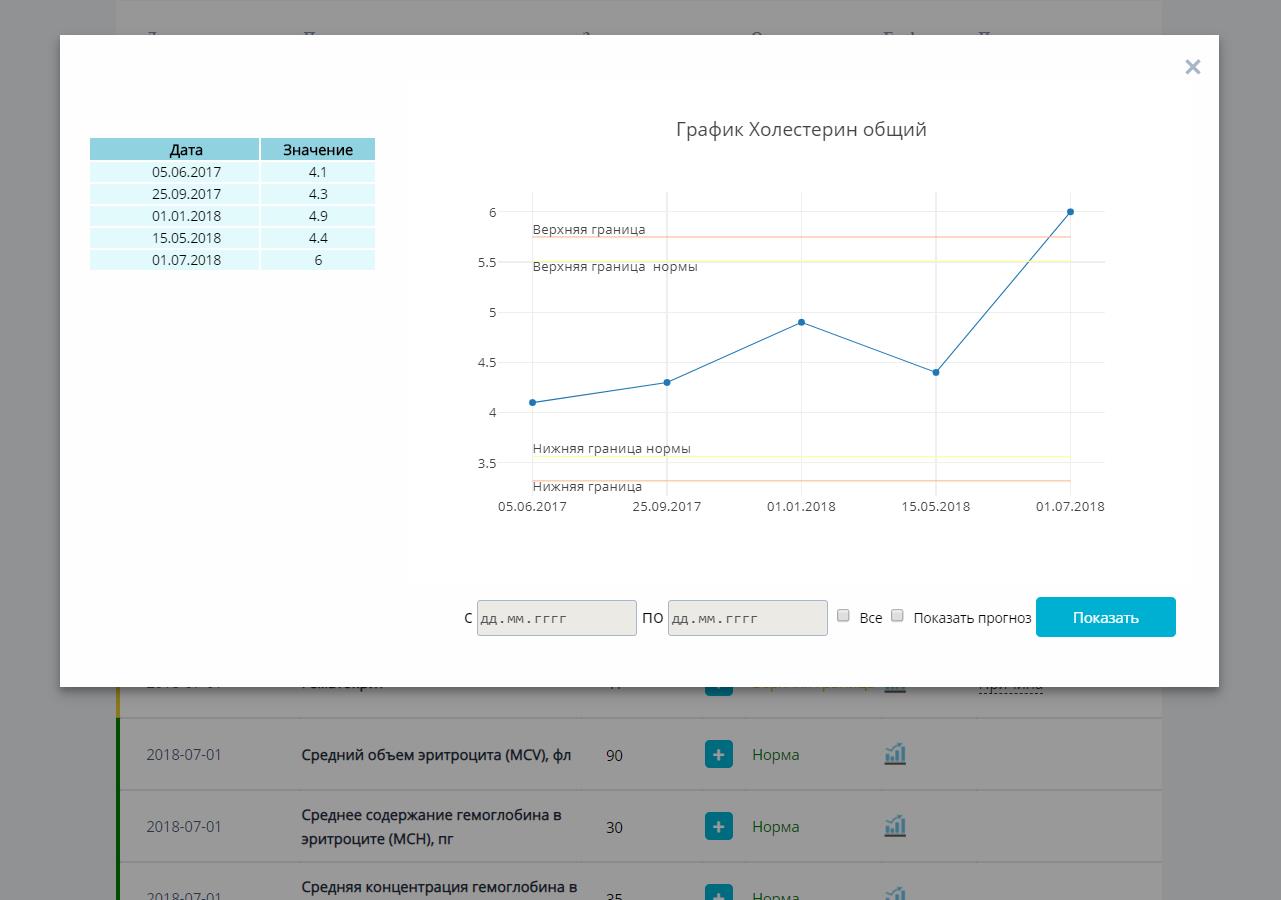 График Холестерин общий
Дата Значение
05.06.2017 4.1
25.09.2017 4.3
01.01.2018 4.9
15.05.2018 4.4
01.07.2018 6
6
Верхняя граница
5.5
Верхняя граница нормы
5
4.5
4
Нижняя граница нормы
3.5
Нижняя граница
05.06.2017 25.09.2017 01.01.2018 15.05.2018 01.07.2018
С дд.мм.гггг ПО дд.мм.гггг Все Показать прогноз Показать
2018-07-01 Средний объем эритроцита (MCV), фл 90 Норма
2018-07-01 Среднее содержание гемоглобина в 30 Норма
эритроците (MCH), пг
Средняя концентрация гемоглобина в
2018-07-01 35 Норма